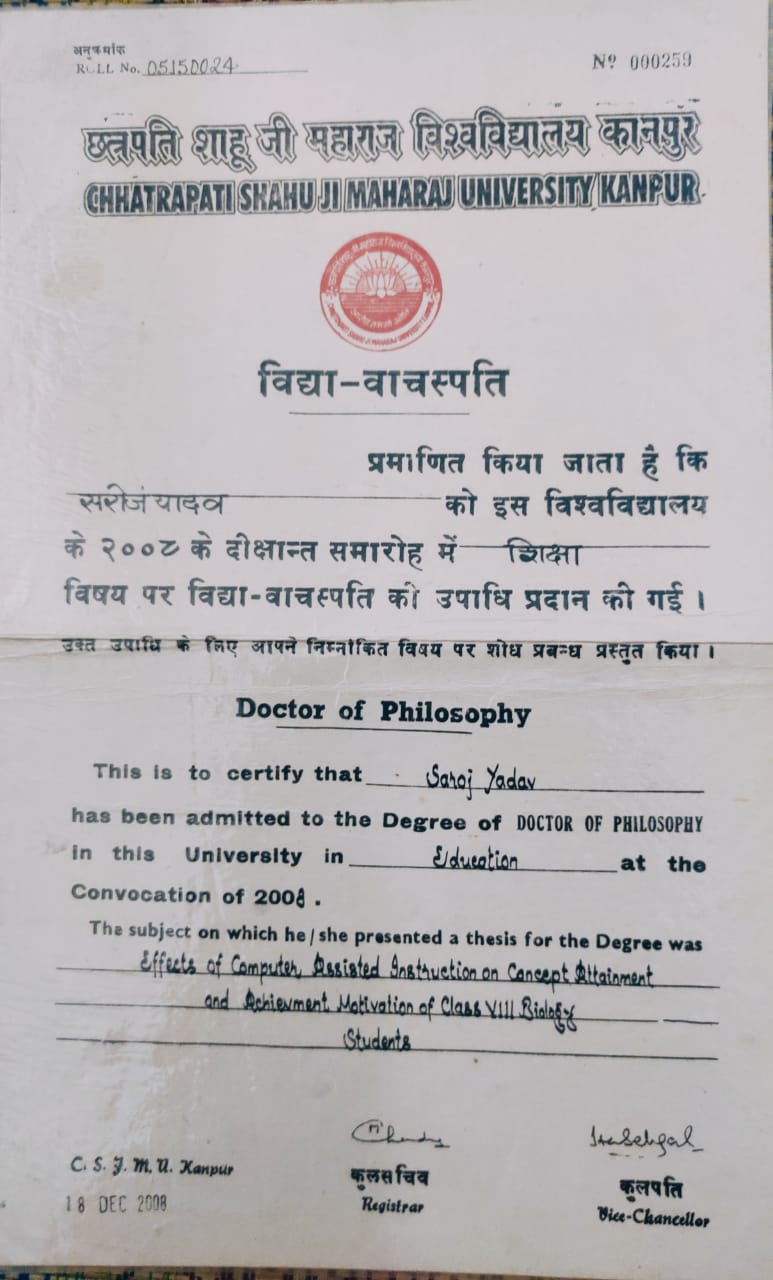 अनुक्रमांक
ROLL No. 05150024
Nº 000259
छत्रपति शाहू जी महाराज विश्वविद्यालय कानपुर
CHHATRAPATI SHAHU JI MAHARAJ UNIVERSITY KANPUR
विद्या-वाचस्पति
प्रमाणित किया जाता है कि
सरोज यादव को इस विश्वविद्यालय
के २००८ के दीक्षान्त समारोह में शिक्षा
विषय पर विद्या-वाचस्पति की उपाधि प्रदान की गई ।
उक्त उपाधि के लिए आपने निम्नांकित विषय पर शोध प्रबन्ध प्रस्तुत किया ।
Doctor of Philosophy
This is to certify that Saroj Yadav
has been admitted to the Degree of DOCTOR OF PHILOSOPHY
in this University in Education at the
Convocation of 2008 .
The subject on which he/she presented a thesis for the Degree was
Effects of Computer Assisted Instruction on Concept Attainment
and Achievment Motivation of Class VIII Biology
Students
C. S. J. M. U. Kanpur
18 DEC 2008
कुलसचिव
Registrar
कुलपति
Vice-Chancellor